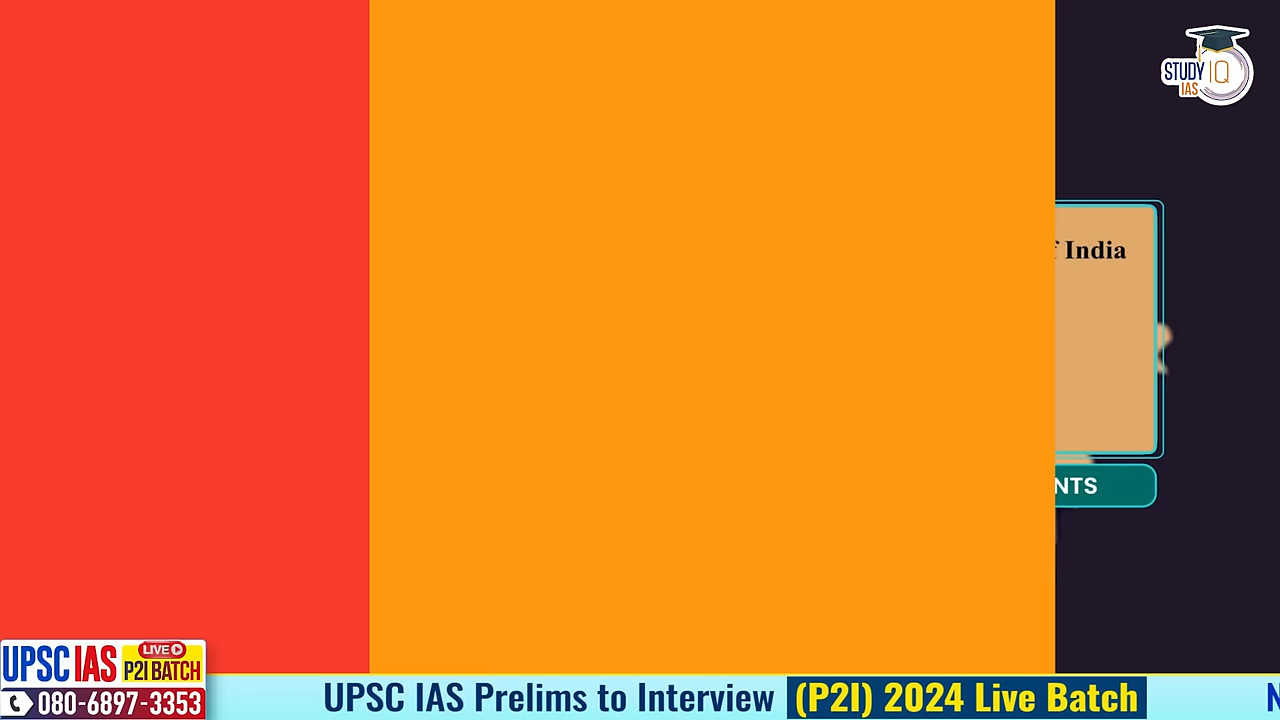 STUDY IQ
IAS
f India
NTS
UPSC IAS
LIVE
P2I BATCH
080-6897-3353
UPSC IAS Prelims to Interview (P2I) 2024 Live Batch